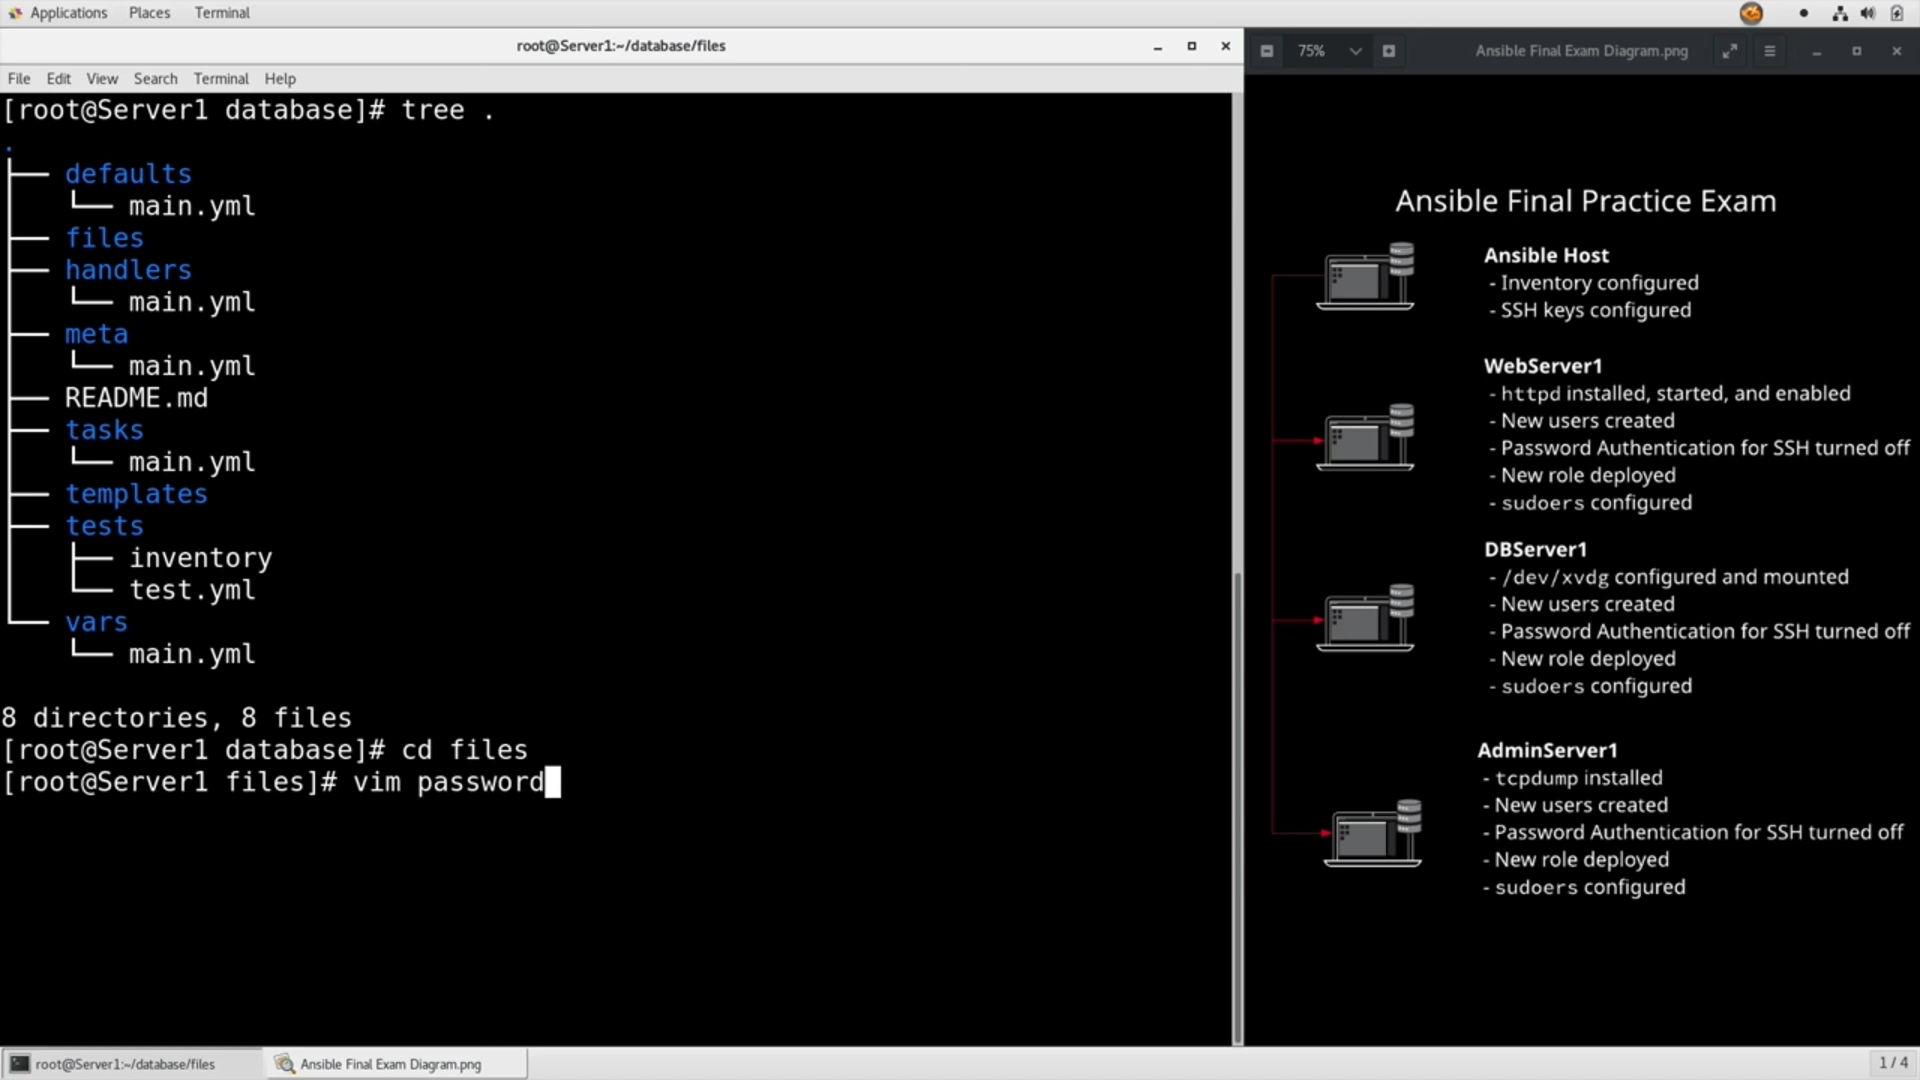 Applications Places Terminal
root@Server1:~/database/files
File Edit View Search Terminal Help
[root@Server1 database]# tree .
.
├── defaults
│   └── main.yml
├── files
├── handlers
│   └── main.yml
├── meta
│   └── main.yml
├── README.md
├── tasks
│   └── main.yml
├── templates
├── tests
│   ├── inventory
│   └── test.yml
└── vars
    └── main.yml
8 directories, 8 files
[root@Server1 database]# cd files
[root@Server1 files]# vim password
75% Ansible Final Exam Diagram.png
Ansible Final Practice Exam
Ansible Host
- Inventory configured
- SSH keys configured
WebServer1
- httpd installed, started, and enabled
- New users created
- Password Authentication for SSH turned off
- New role deployed
- sudoers configured
DBServer1
- /dev/xvdg configured and mounted
- New users created
- Password Authentication for SSH turned off
- New role deployed
- sudoers configured
AdminServer1
- tcpdump installed
- New users created
- Password Authentication for SSH turned off
- New role deployed
- sudoers configured
root@Server1:~/database/files Ansible Final Exam Diagram.png 1 / 4